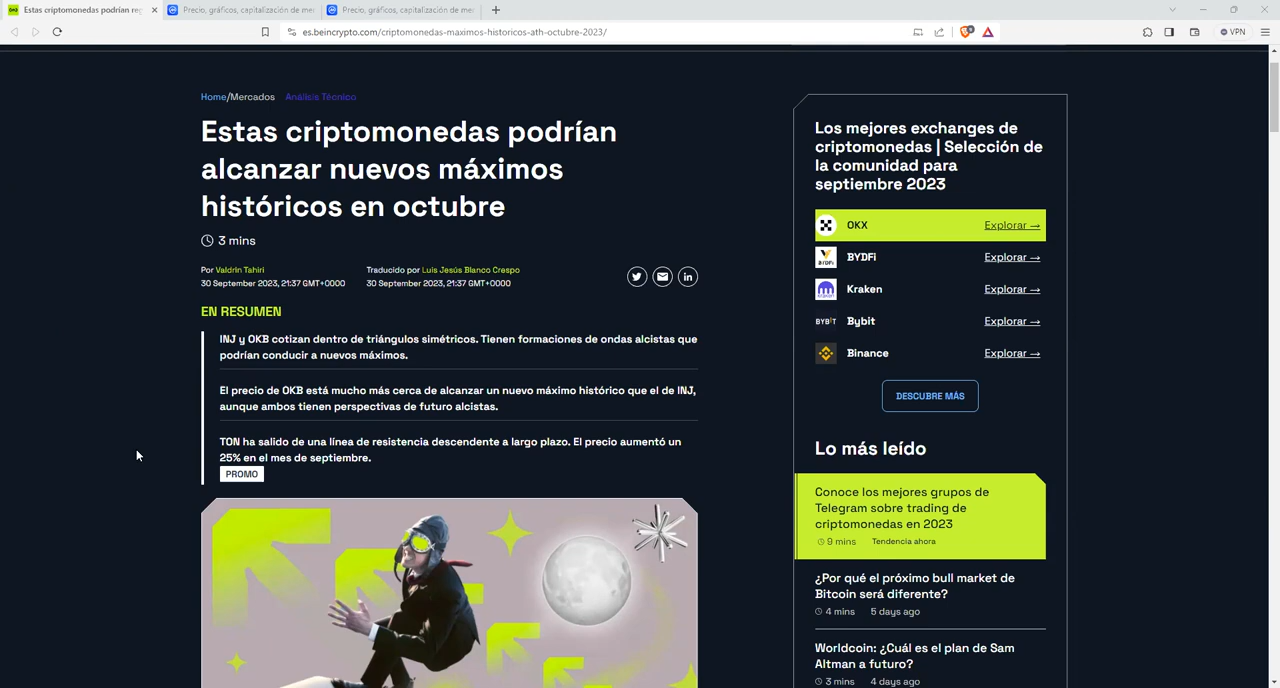 Estas criptomonedas podrían reg
Precio, gráficos, capitalización de mer
Precio, gráficos, capitalización de mer
es.beincrypto.com/criptomonedas-maximos-historicos-ath-octubre-2023/
VPN
Home/Mercados Análisis Técnico
Estas criptomonedas podrían
alcanzar nuevos máximos
históricos en octubre
3 mins
Por Valdrin Tahiri
30 September 2023, 21:37 GMT+0000
Traducido por Luis Jesús Blanco Crespo
30 September 2023, 21:37 GMT+0000
EN RESUMEN
INJ y OKB cotizan dentro de triángulos simétricos. Tienen formaciones de ondas alcistas que
podrían conducir a nuevos máximos.
El precio de OKB está mucho más cerca de alcanzar un nuevo máximo histórico que el de INJ,
aunque ambos tienen perspectivas de futuro alcistas.
TON ha salido de una línea de resistencia descendente a largo plazo. El precio aumentó un
25% en el mes de septiembre.
PROMO
Los mejores exchanges de
criptomonedas | Selección de
la comunidad para
septiembre 2023
OKX Explorar →
BYDFi Explorar →
Kraken Explorar →
Bybit Explorar →
Binance Explorar →
DESCUBRE MÁS
Lo más leído
Conoce los mejores grupos de
Telegram sobre trading de
criptomonedas en 2023
9 mins Tendencia ahora
¿Por qué el próximo bull market de
Bitcoin será diferente?
4 mins 5 days ago
Worldcoin: ¿Cuál es el plan de Sam
Altman a futuro?
3 mins 4 days ago